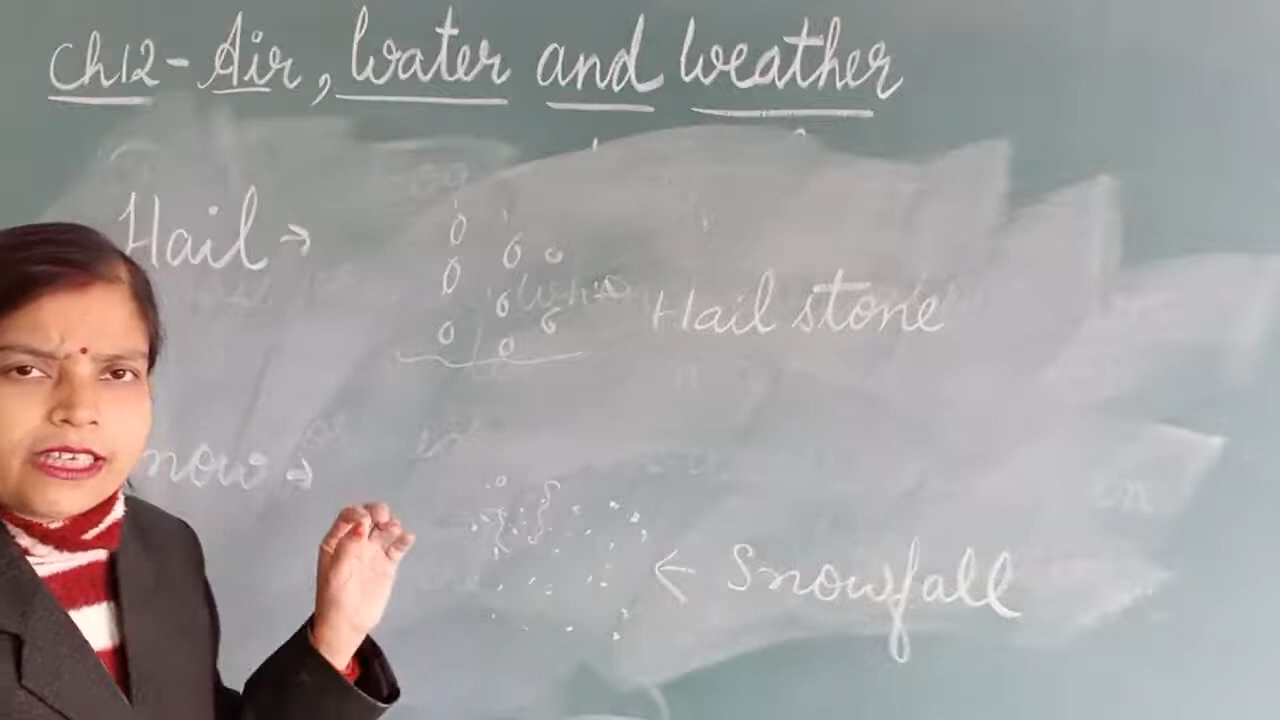 Ch12 - Air, Water and Weather
Hail →
Hail stone
now →
← Snowfall